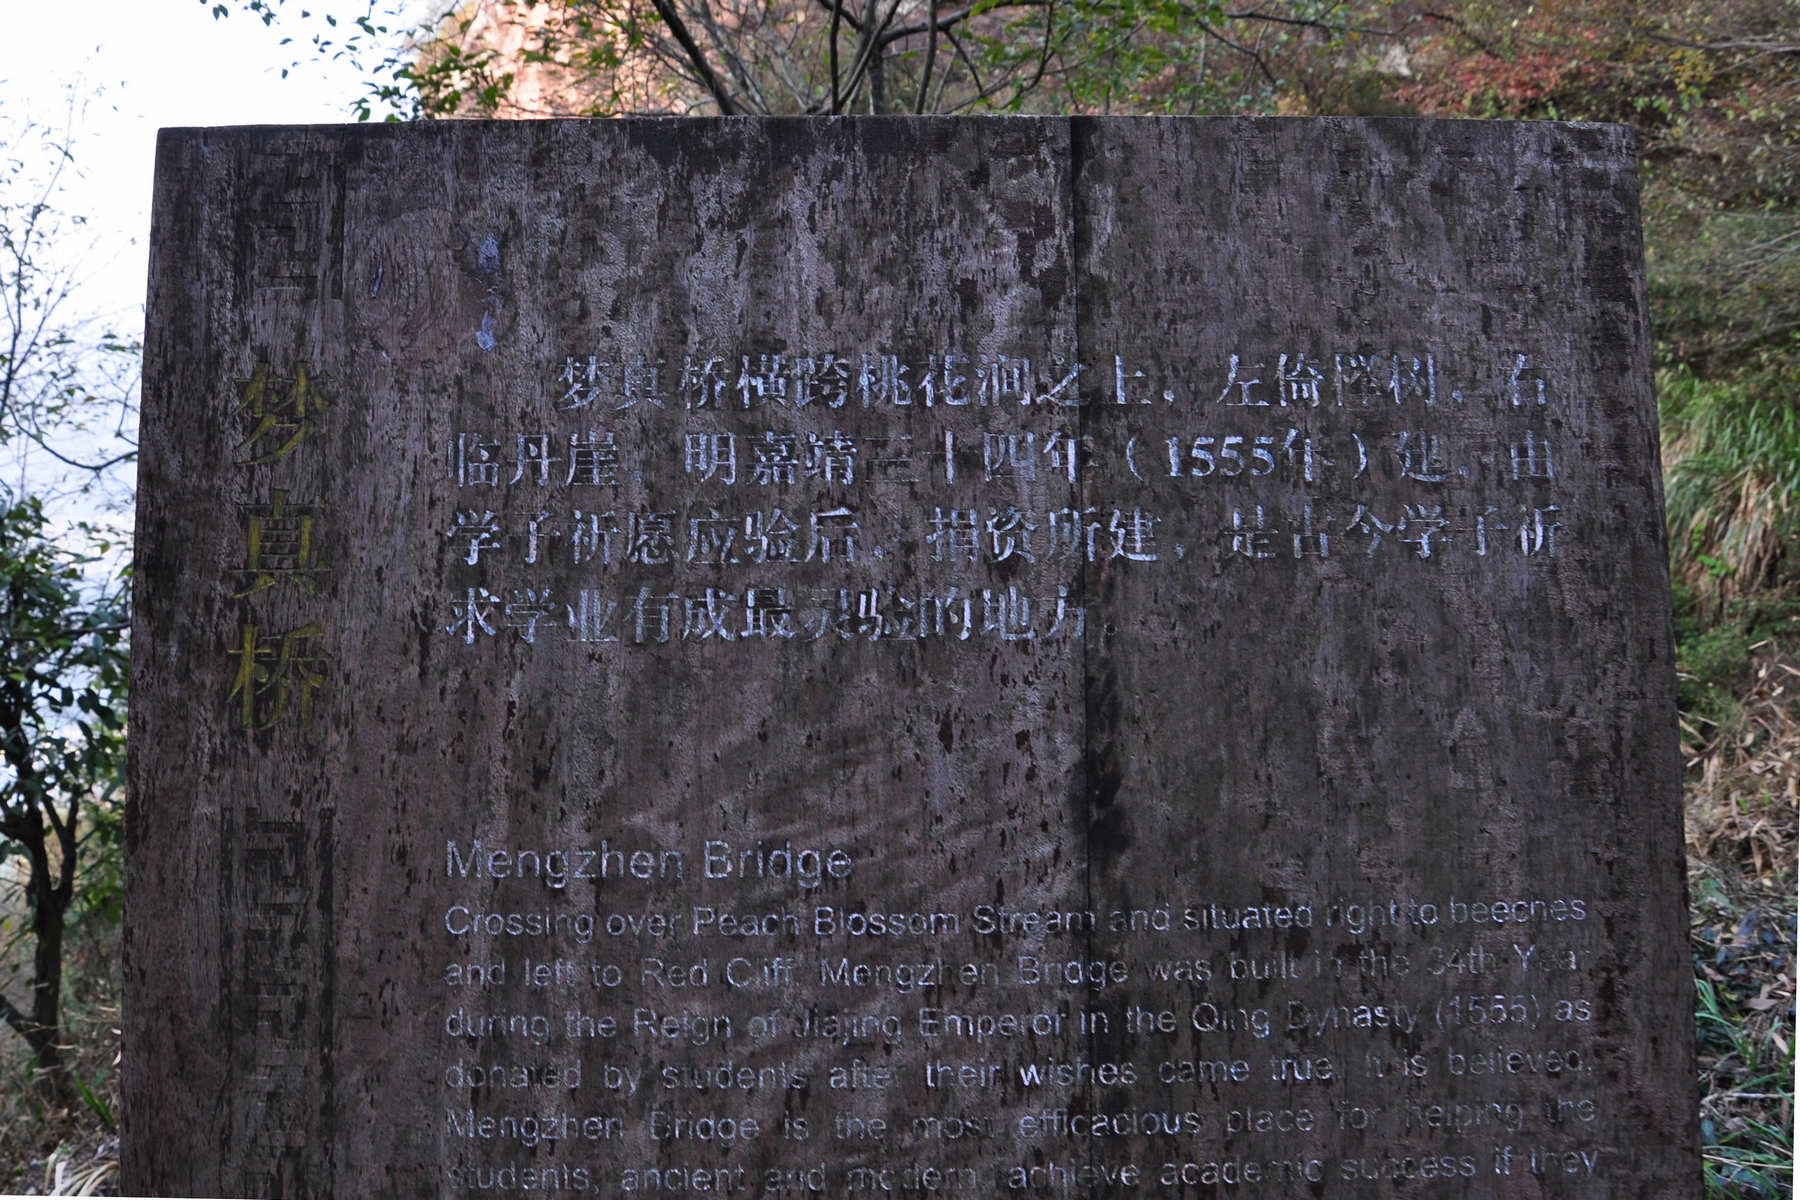 梦真桥
梦真桥横跨桃花涧之上，左倚榉树，右
临丹崖，明嘉靖三十四年（1555年）建，由
学子祈愿应验后，捐资所建，是古今学子祈
求学业有成最灵验的地方。
Mengzhen Bridge
Crossing over Peach Blossom Stream and situated right to beeches
and left to Red Cliff, Mengzhen Bridge was built in the 34th Year
during the Reign of Jiajing Emperor in the Qing Dynasty (1555) as
donated by students after their wishes came true. It is believed,
Mengzhen Bridge is the most efficacious place for helping the
students, ancient and modern, achieve academic success if they